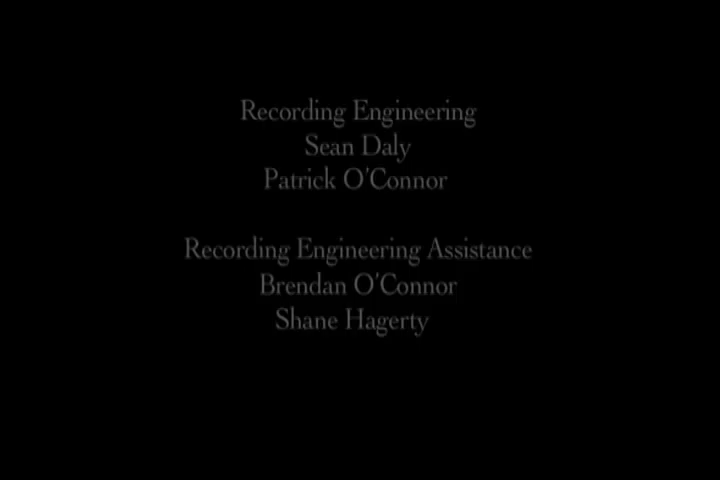 Recording Engineering
Sean Daly
Patrick O'Connor
Recording Engineering Assistance
Brendan O'Connor
Shane Hagerty